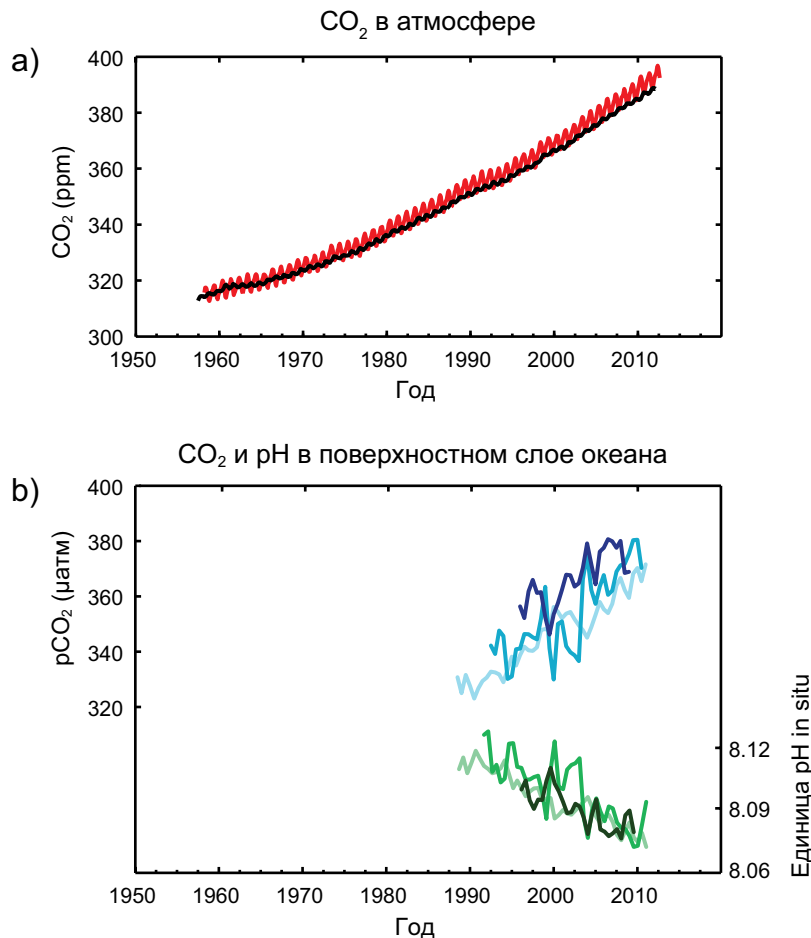 CO₂ в атмосфере
a)
400
380
360
340
320
300
CO₂ (ppm)
1950 1960 1970 1980 1990 2000 2010
Год
CO₂ и pH в поверхностном слое океана
b)
400
380
360
340
320
pCO₂ (µатм)
8.12
8.09
8.06
Единица pH in situ
1950 1960 1970 1980 1990 2000 2010
Год